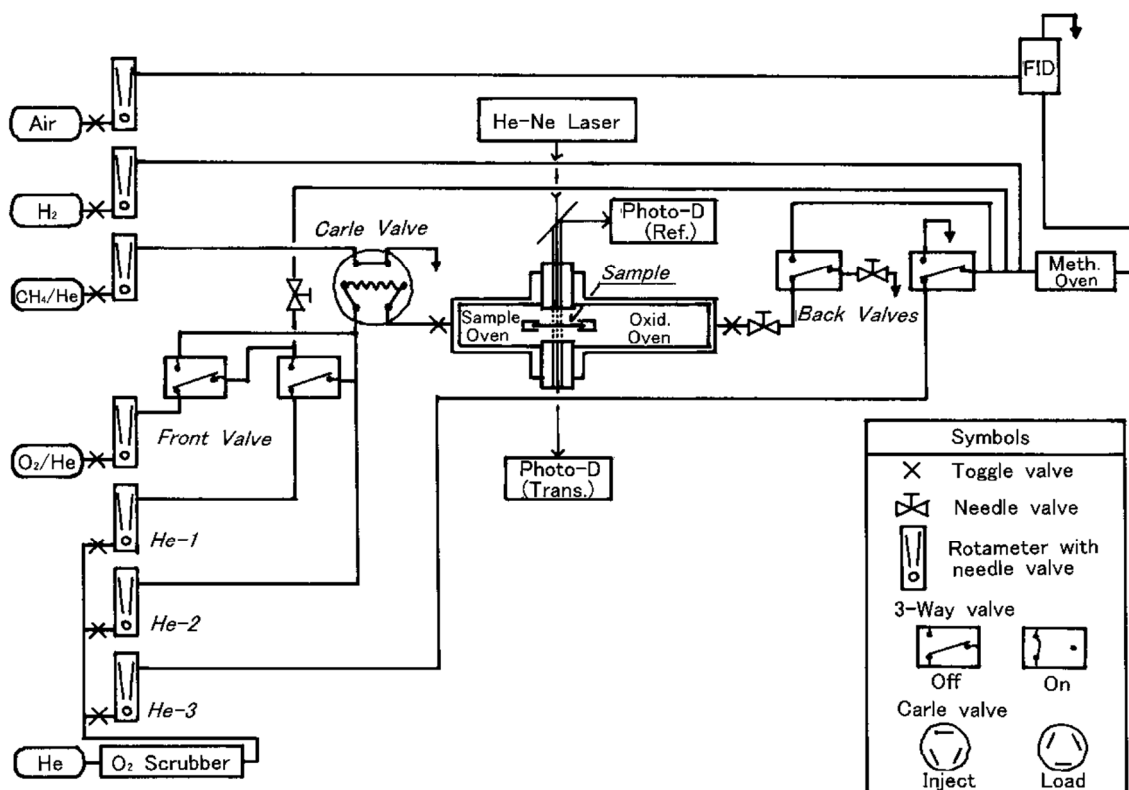 FID
Air
He-Ne Laser
H₂
Photo-D
(Ref.)
Carle Valve
Sample
CH₄/He
Sample
Oven
Oxid.
Oven
Back Valves
Meth.
Oven
Front Valve
O₂/He
Photo-D
(Trans.)
He-1
He-2
He-3
He
O₂ Scrubber
Symbols
Toggle valve
Needle valve
Rotameter with
needle valve
3-Way valve
Off
On
Carle valve
Inject
Load